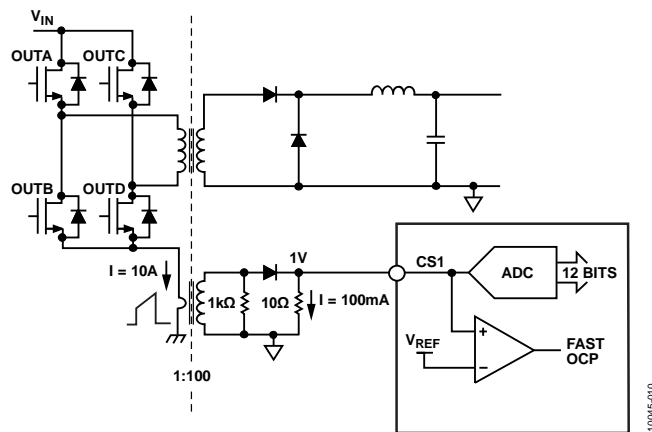 VIN
OUTA
OUTC
OUTB
OUTD
I = 10A
1kΩ
10Ω
1V
I = 100mA
1:100
CS1
ADC
12 BITS
VREF
+
–
FAST
OCP
10045-010